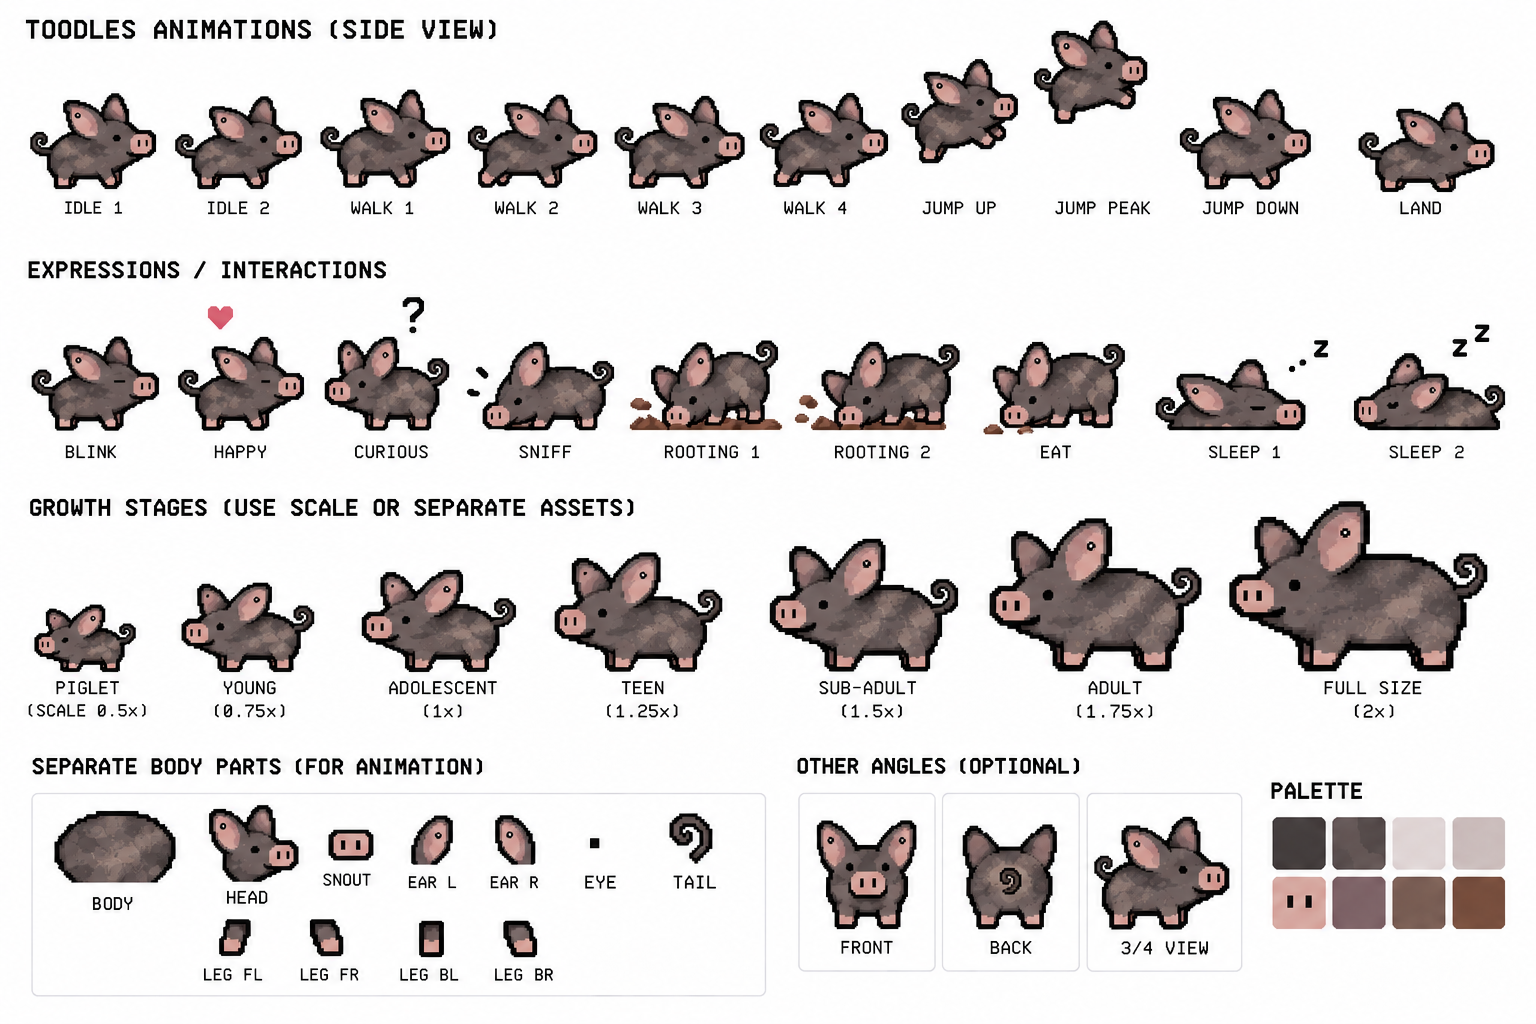 TOODLES ANIMATIONS (SIDE VIEW)
IDLE 1
IDLE 2
WALK 1
WALK 2
WALK 3
WALK 4
JUMP UP
JUMP PEAK
JUMP DOWN
LAND
EXPRESSIONS / INTERACTIONS
?
z
z z
BLINK
HAPPY
CURIOUS
SNIFF
ROOTING 1
ROOTING 2
EAT
SLEEP 1
SLEEP 2
GROWTH STAGES (USE SCALE OR SEPARATE ASSETS)
PIGLET
(SCALE 0.5x)
YOUNG
(0.75x)
ADOLESCENT
(1x)
TEEN
(1.25x)
SUB-ADULT
(1.5x)
ADULT
(1.75x)
FULL SIZE
(2x)
SEPARATE BODY PARTS (FOR ANIMATION)
BODY
HEAD
SNOUT
EAR L
EAR R
EYE
TAIL
LEG FL
LEG FR
LEG BL
LEG BR
OTHER ANGLES (OPTIONAL)
FRONT
BACK
3/4 VIEW
PALETTE